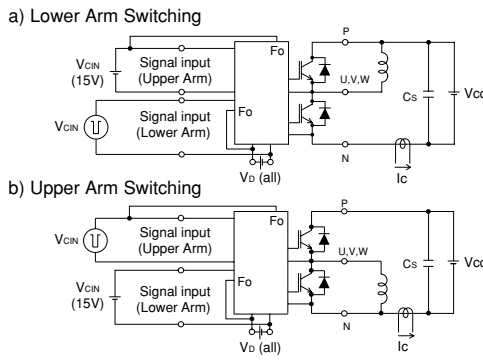 a) Lower Arm Switching
P
Fo
VCIN
(15V)
Signal input
(Upper Arm)
U,V,W
CS
VCC
Signal input
(Lower Arm)
Fo
VCIN
N
VD (all)
IC
b) Upper Arm Switching
P
Fo
VCIN
Signal input
(Upper Arm)
U,V,W
CS
VCC
Fo
VCIN
(15V)
Signal input
(Lower Arm)
N
VD (all)
IC